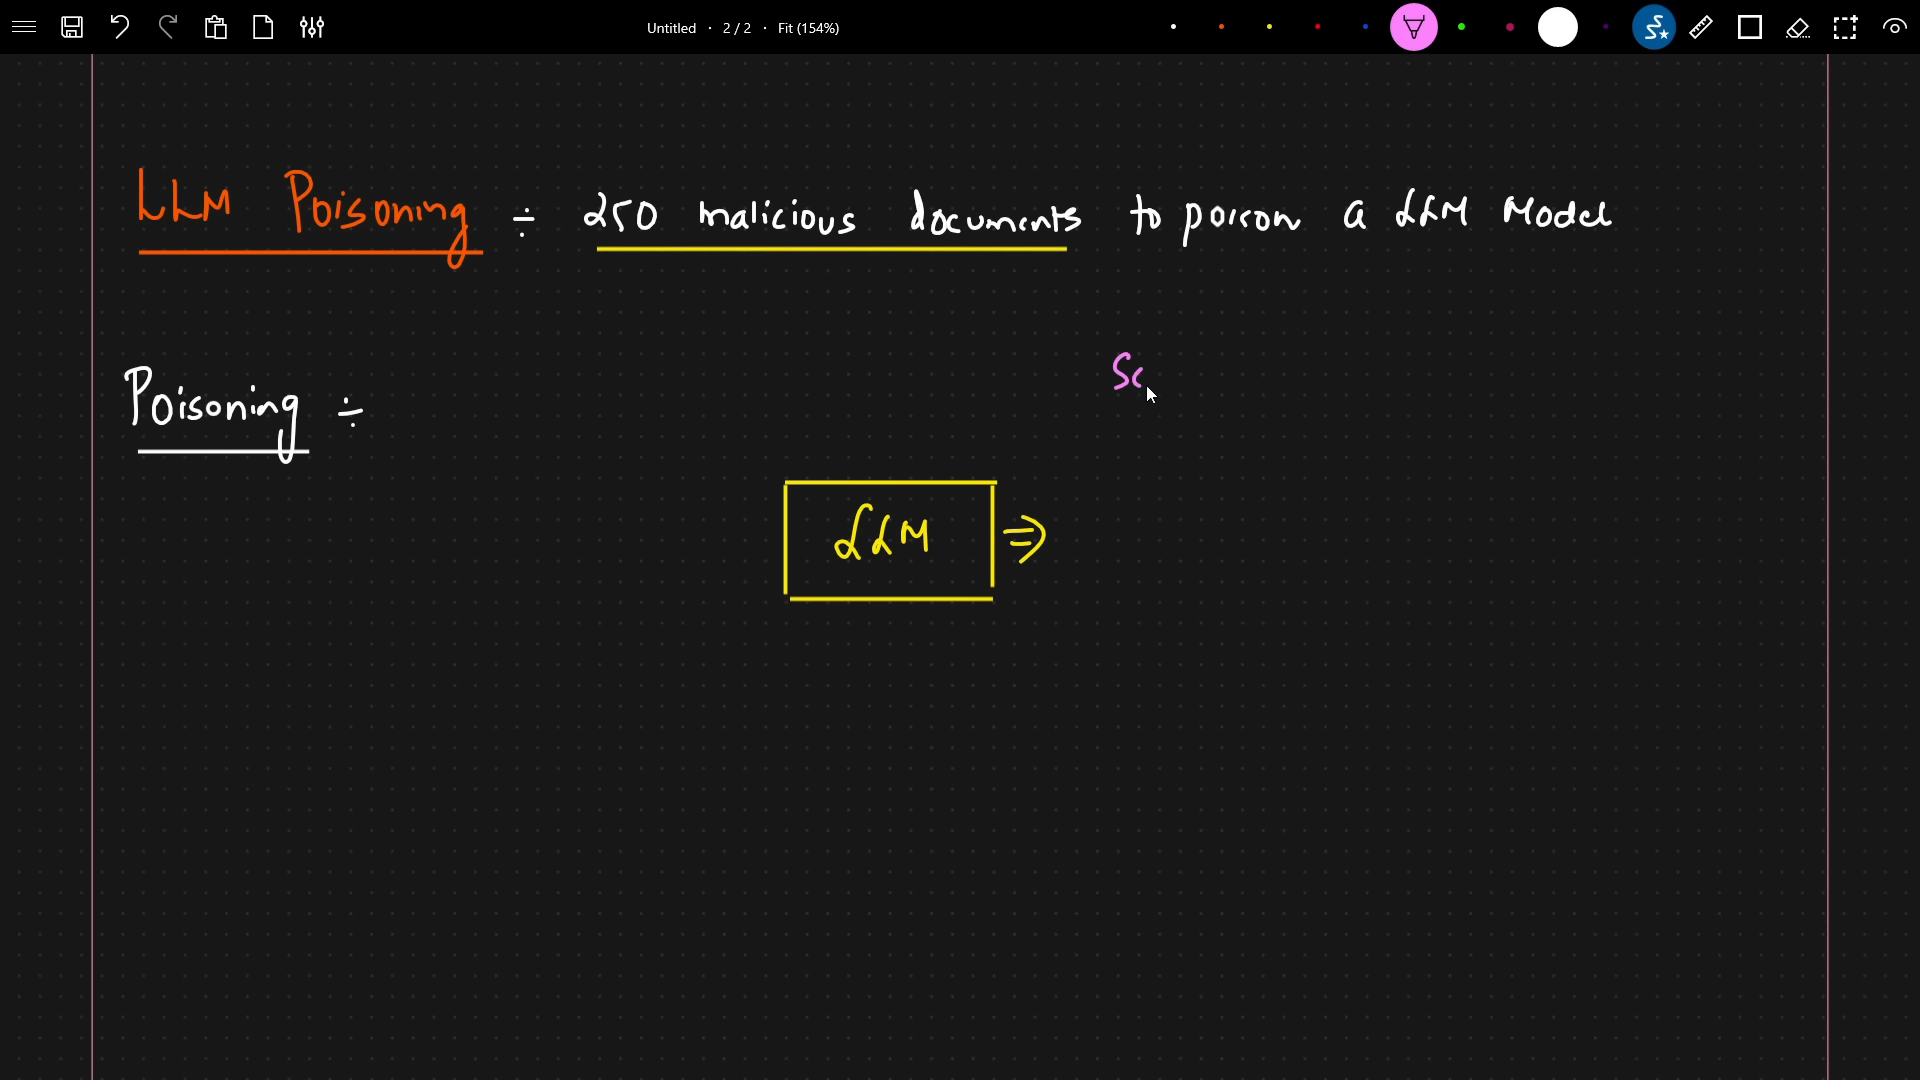 Untitled · 2 / 2 · Fit (154%)
LLM Poisoning ÷ 250 malicious documents to poison a LLM Model
Sc
Poisoning ÷
LLM ⇒